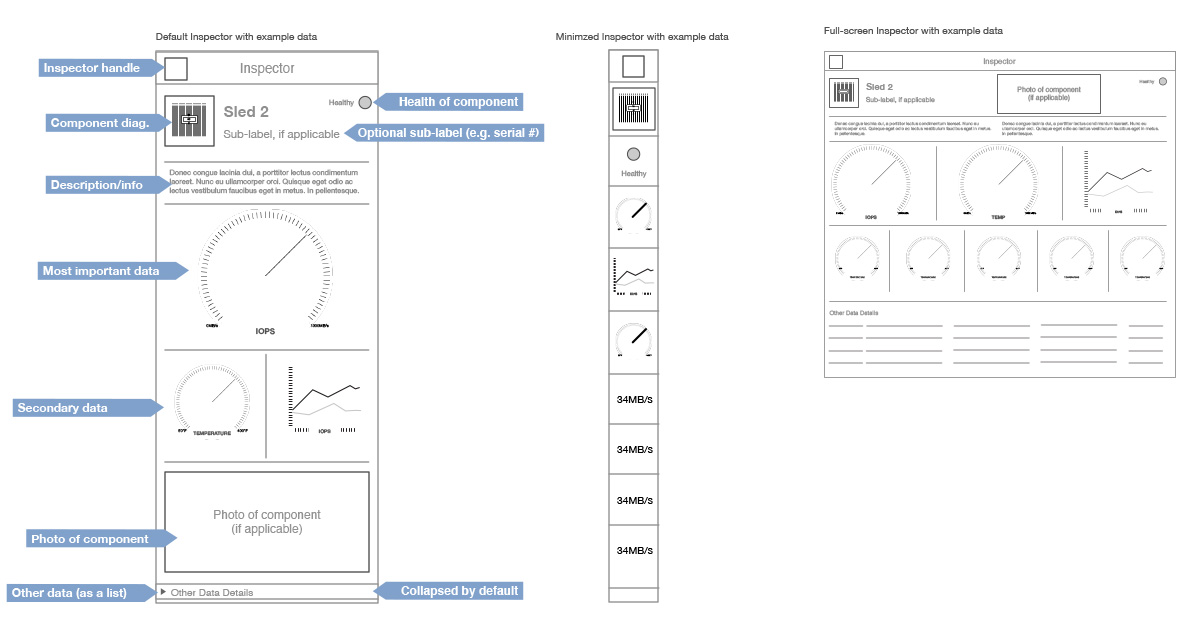 Default Inspector with example data
Inspector handle
Inspector
Component diag.
Sled 2
Healthy
Health of component
Sub-label, if applicable
Optional sub-label (e.g. serial #)
Description/info
Donec congue lacinia dui, a porttitor lectus condimentum
laoreet. Nunc eu ullamcorper orci. Quisque eget odio ac
lectus vestibulum faucibus eget in metus. In pellentesque.
Most important data
0MB/s
1000MB/s
IOPS
Secondary data
60°F
TEMPERATURE
400°F
IOPS
Photo of component
Photo of component
(if applicable)
Other data (as a list)
Other Data Details
Collapsed by default
Minimzed Inspector with example data
Healthy
34MB/s
34MB/s
34MB/s
34MB/s
Full-screen Inspector with example data
Inspector
Sled 2
Sub-label, if applicable
Photo of component
(if applicable)
Healthy
Donec congue lacinia dui, a porttitor lectus condimentum laoreet. Nunc eu
ullamcorper orci. Quisque eget odio ac lectus vestibulum faucibus eget in metus.
In pellentesque.
Donec congue lacinia dui, a porttitor lectus condimentum laoreet. Nunc eu
ullamcorper orci. Quisque eget odio ac lectus vestibulum faucibus eget in metus.
In pellentesque.
IOPS
TEMP
IOPS
TEMPERATURE
TEMPERATURE
TEMPERATURE
TEMPERATURE
TEMPERATURE
Other Data Details